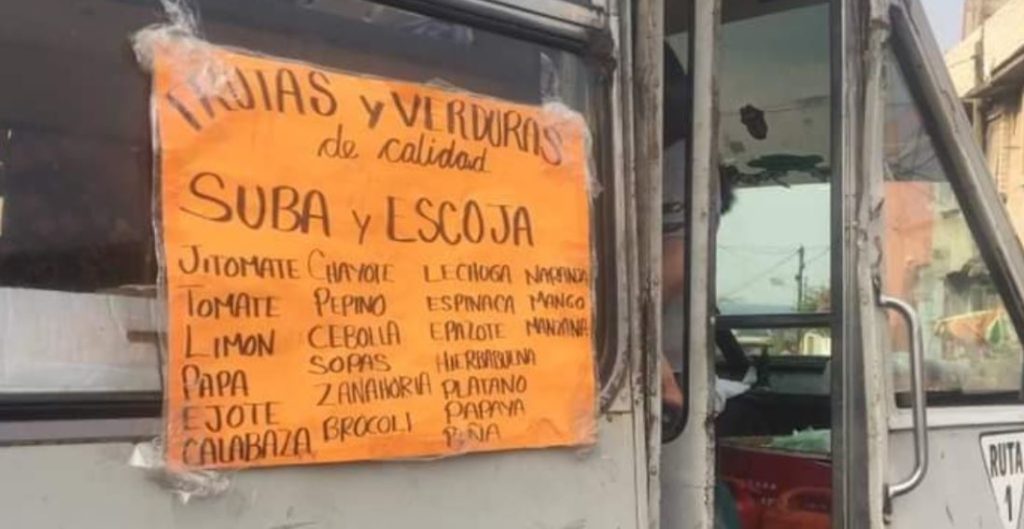 FRUTAS Y VERDURAS
de calidad
SUBA Y ESCOJA
JITOMATE CHAYOTE LECHUGA NARANJA
TOMATE PEPINO ESPINACA MANGO
LIMON CEBOLLA EPAZOTE MANZANA
PAPA SOPAS HIERBABUENA
EJOTE ZANAHORIA PLATANO
CALABAZA BROCOLI PAPAYA
PIÑA
RUTA
1